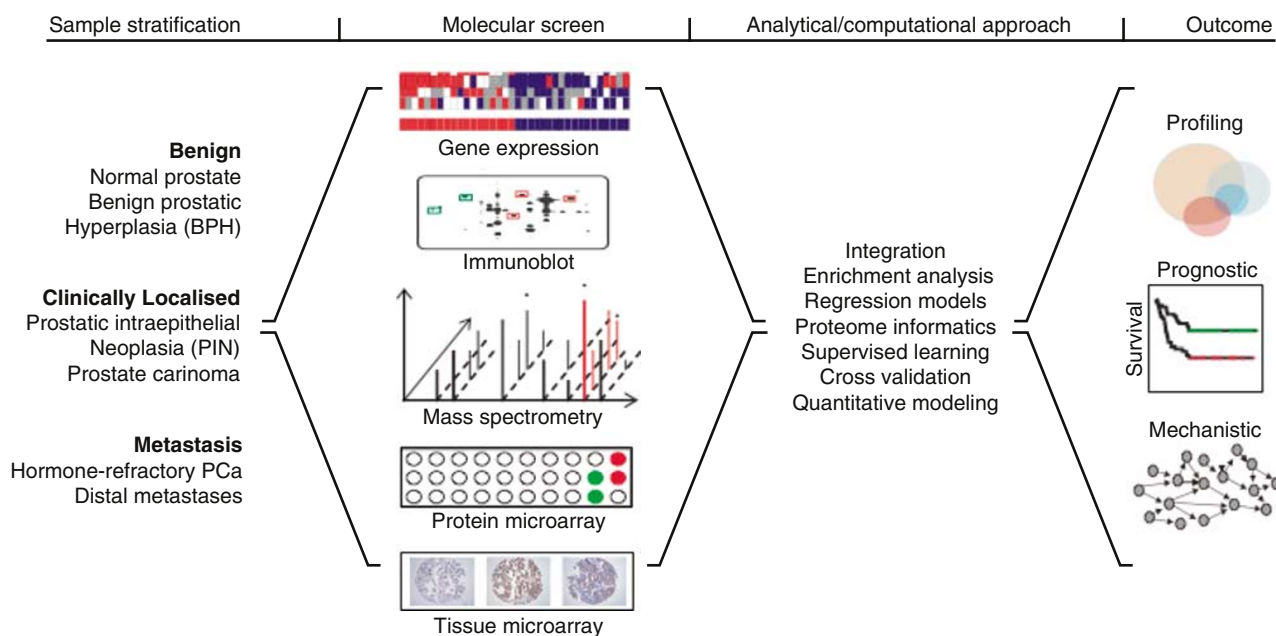 Sample stratification
Molecular screen
Analytical/computational approach
Outcome
Benign
Normal prostate
Benign prostatic
Hyperplasia (BPH)
Clinically Localised
Prostatic intraepithelial
Neoplasia (PIN)
Prostate carinoma
Metastasis
Hormone-refractory PCa
Distal metastases
Gene expression
Immunoblot
Mass spectrometry
Protein microarray
Tissue microarray
Integration
Enrichment analysis
Regression models
Proteome informatics
Supervised learning
Cross validation
Quantitative modeling
Profiling
Prognostic
Survival
Mechanistic